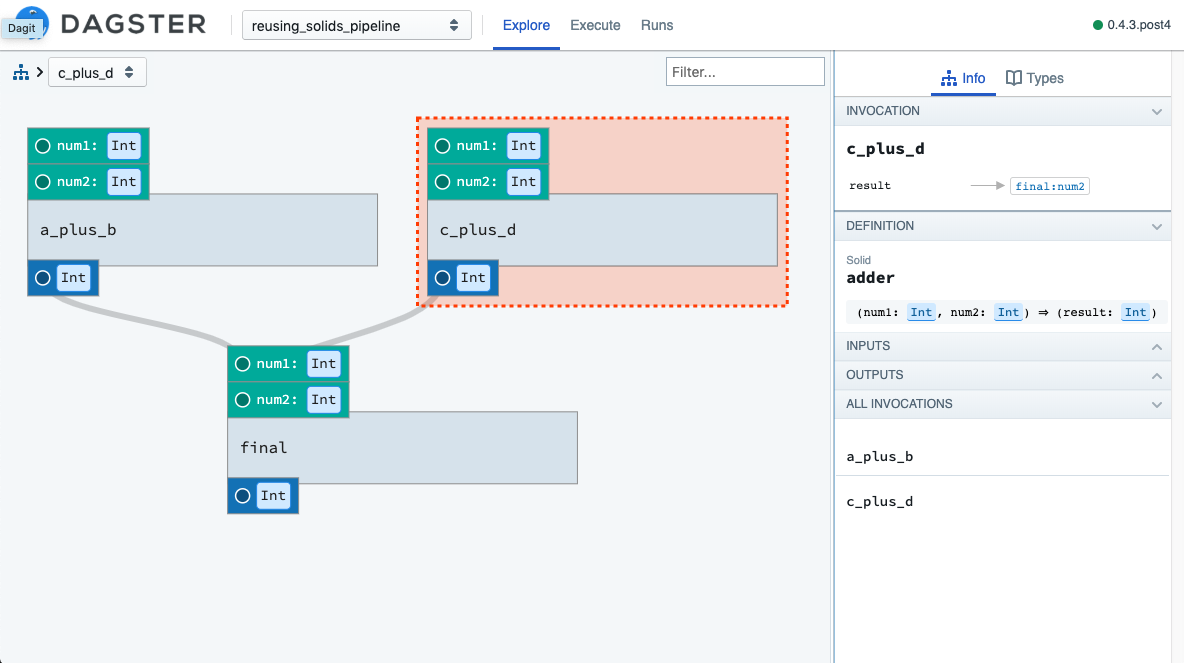 Dagit
DAGSTER
reusing_solids_pipeline
Explore
Execute
Runs
0.4.3.post4
c_plus_d
Filter...
num1: Int
num2: Int
a_plus_b
Int
num1: Int
num2: Int
c_plus_d
Int
num1: Int
num2: Int
final
Int
Info
Types
INVOCATION
c_plus_d
result
final:num2
DEFINITION
Solid
adder
(num1: Int, num2: Int) ⇒ (result: Int)
INPUTS
OUTPUTS
ALL INVOCATIONS
a_plus_b
c_plus_d